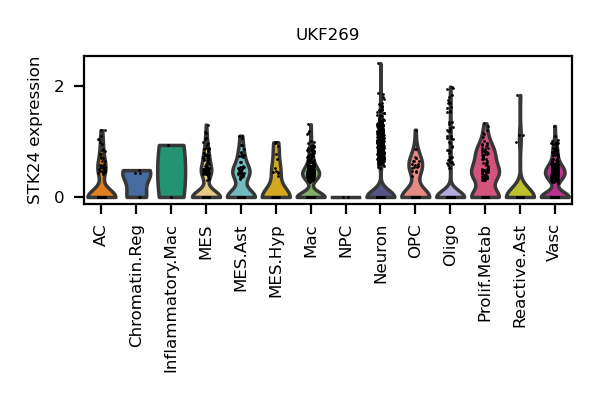 UKF269
STK24 expression
2
0
AC
Chromatin.Reg
Inflammatory.Mac
MES
MES.Ast
MES.Hyp
Mac
NPC
Neuron
OPC
Oligo
Prolif.Metab
Reactive.Ast
Vasc